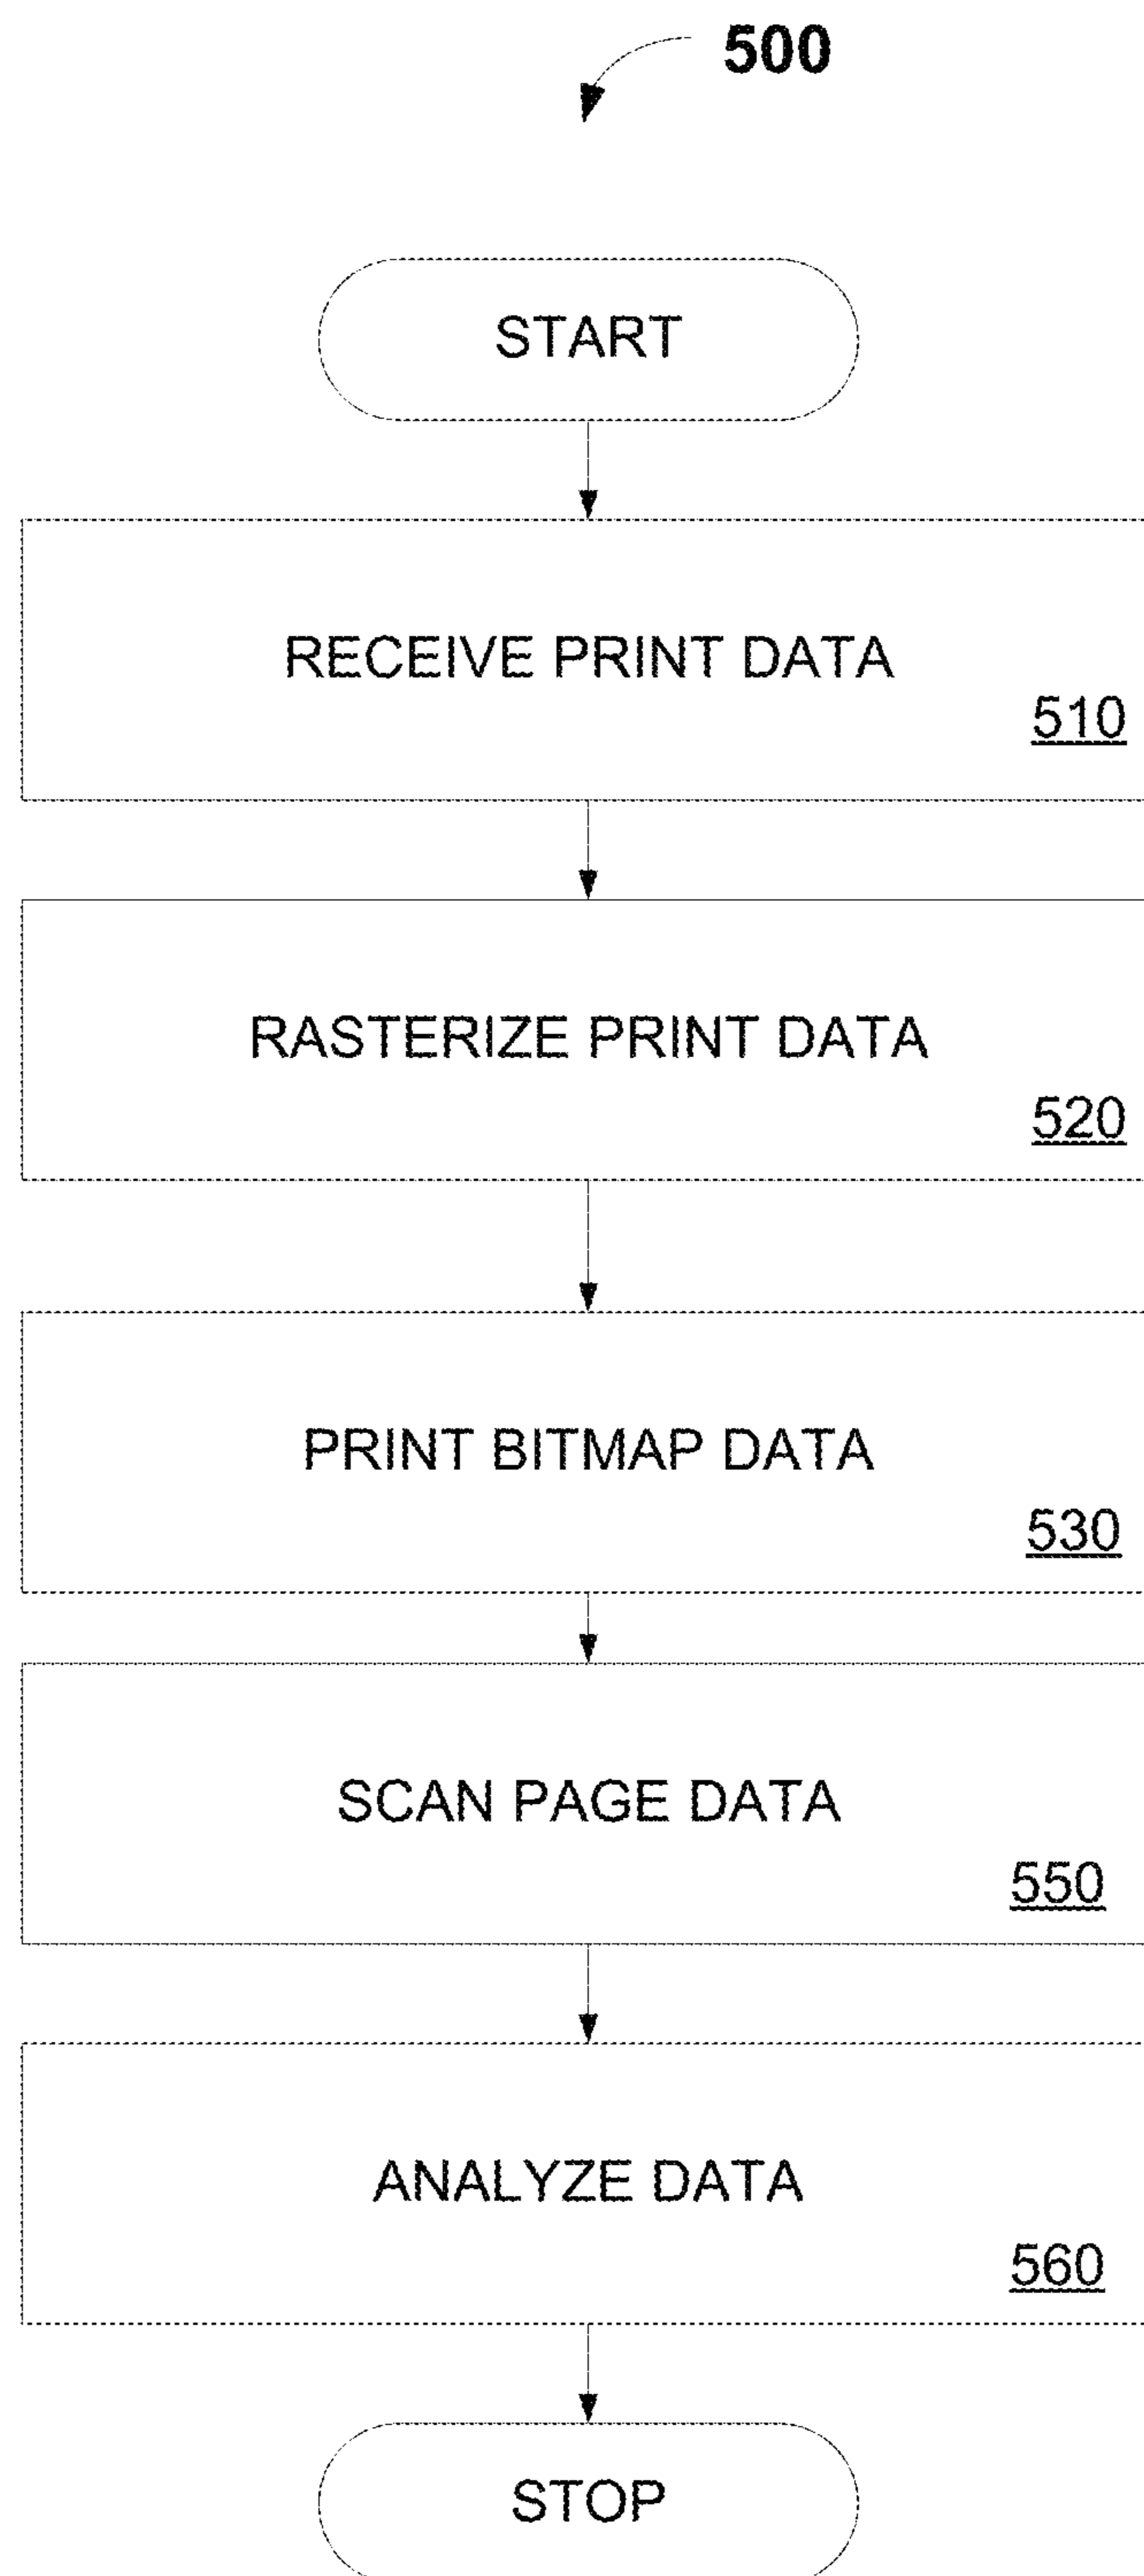 500
START
RECEIVE PRINT DATA
510
RASTERIZE PRINT DATA
520
PRINT BITMAP DATA
530
SCAN PAGE DATA
550
ANALYZE DATA
560
STOP